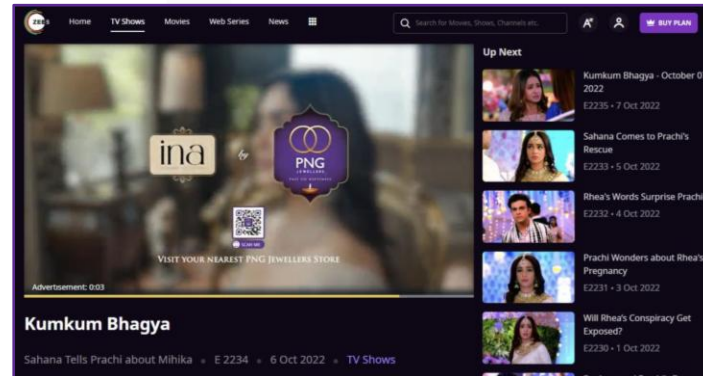 ZEE5
Home
TV Shows
Movies
Web Series
News
Search for Movies, Shows, Channels etc.
BUY PLAN
ina
by
PNG
JEWELLERS
SCAN ME
VISIT YOUR NEAREST PNG JEWELLERS STORE
Advertisement: 0:03
Kumkum Bhagya
Sahana Tells Prachi about Mihika • E 2234 • 6 Oct 2022 • TV Shows
Up Next
Kumkum Bhagya - October 0
2022
E2235 • 7 Oct 2022
Sahana Comes to Prachi's
Rescue
E2233 • 5 Oct 2022
Rhea's Words Surprise Prachi
E2232 • 4 Oct 2022
Prachi Wonders about Rhea's
Pregnancy
E2231 • 3 Oct 2022
Will Rhea's Conspiracy Get
Exposed?
E2230 • 1 Oct 2022